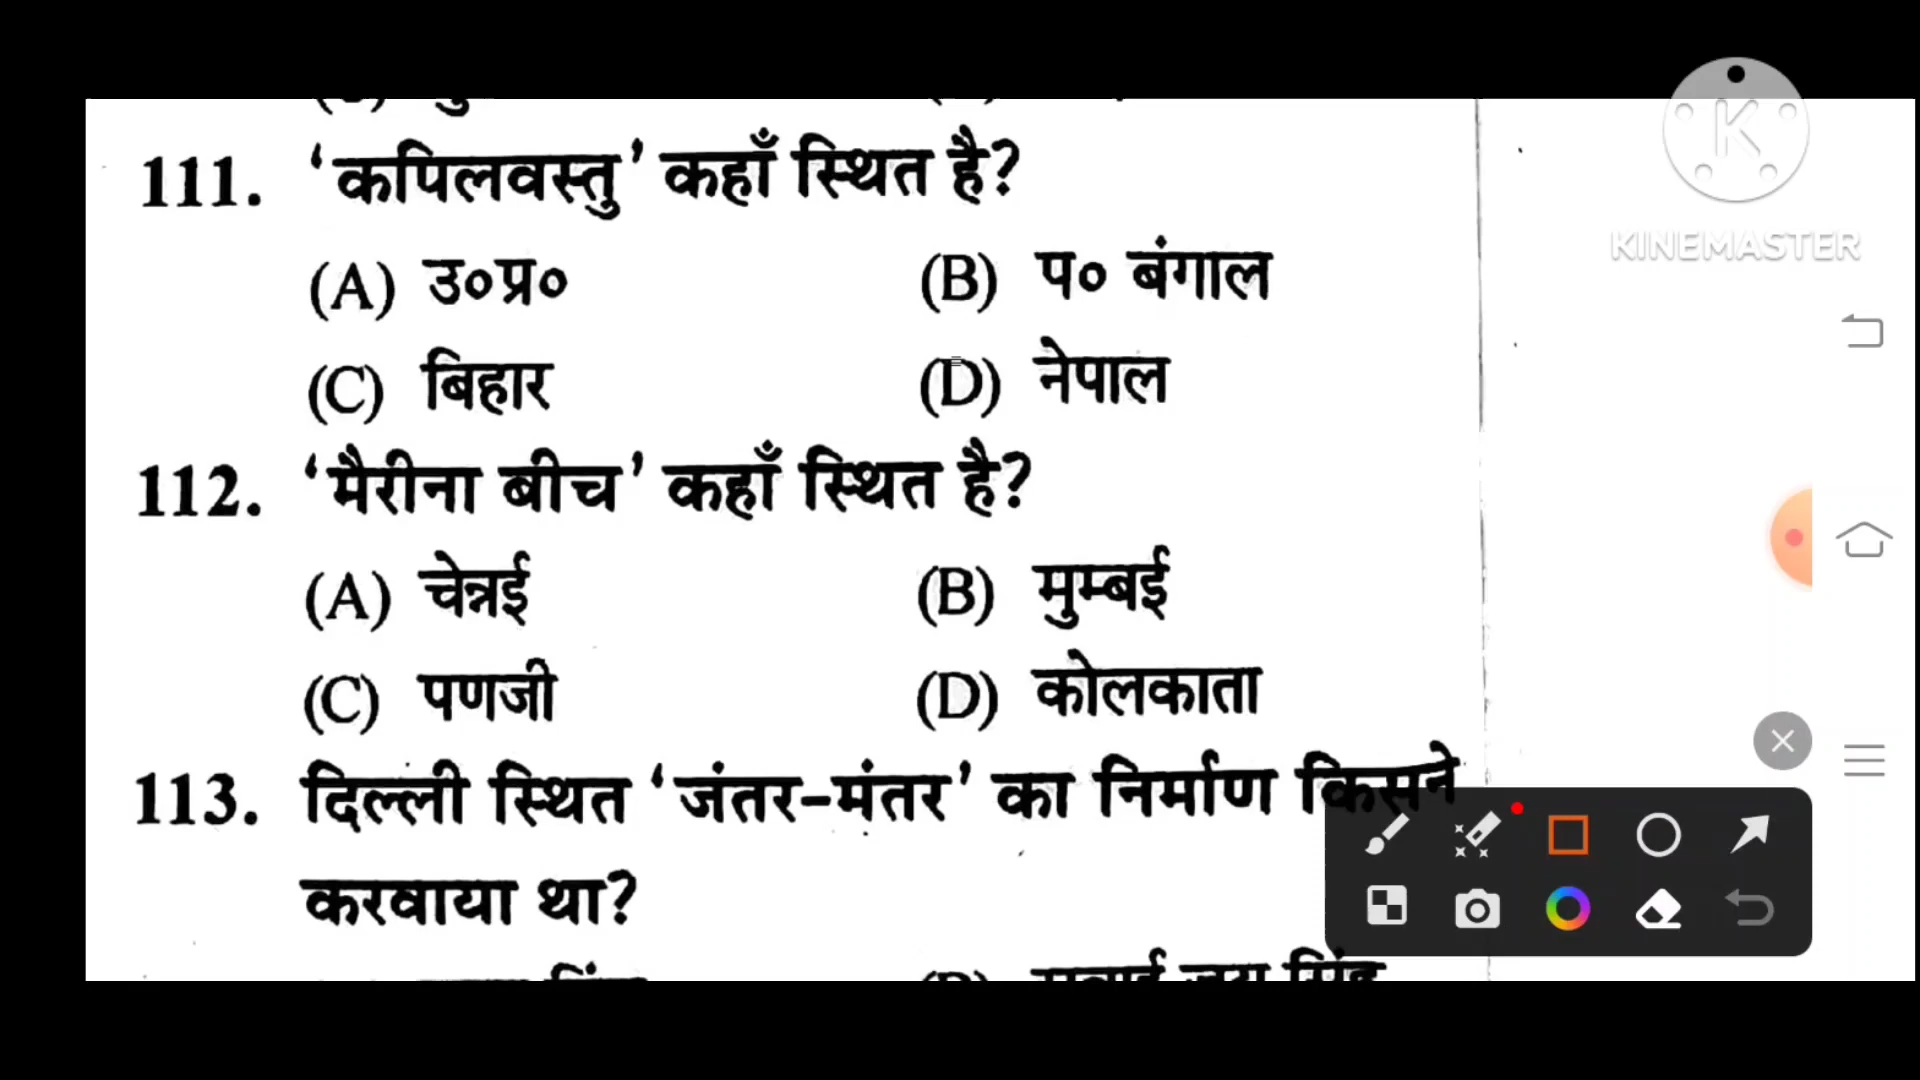 KINEMASTER
111. ‘कपिलवस्तु’ कहाँ स्थित है?
(A) उ०प्र० (B) प० बंगाल
(C) बिहार (D) नेपाल
112. ‘मैरीना बीच’ कहाँ स्थित है?
(A) चेन्नई (B) मुम्बई
(C) पणजी (D) कोलकाता
113. दिल्ली स्थित ‘जंतर-मंतर’ का निर्माण किसने
करवाया था?